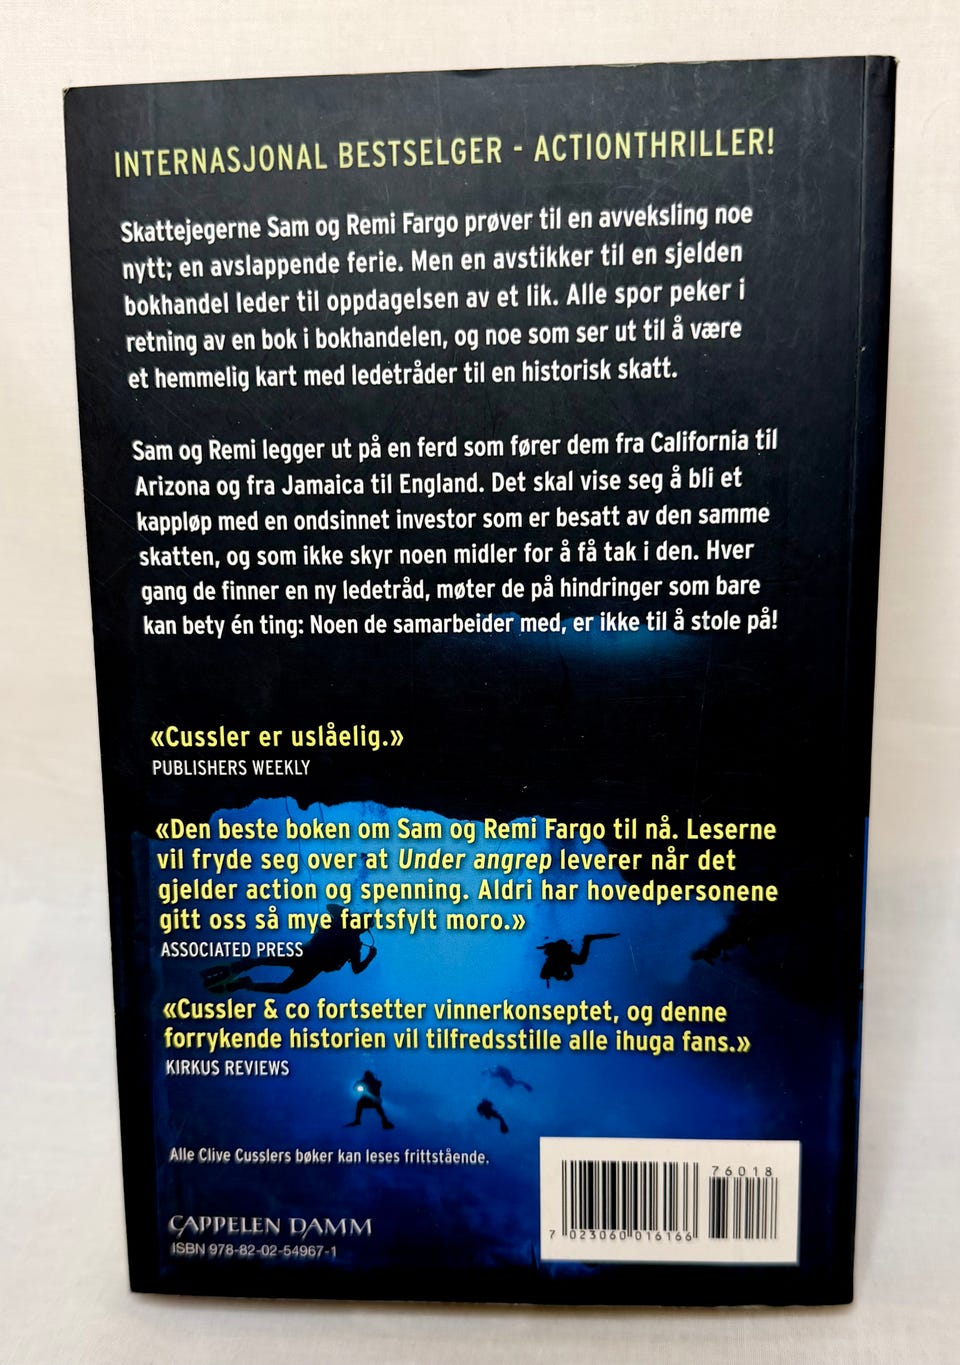 INTERNASJONAL BESTSELGER - ACTIONTHRILLER!
Skattejegerne Sam og Remi Fargo prøver til en avveksling noe
nytt; en avslappende ferie. Men en avstikker til en sjelden
bokhandel leder til oppdagelsen av et lik. Alle spor peker i
retning av en bok i bokhandelen, og noe som ser ut til å være
et hemmelig kart med ledetråder til en historisk skatt.
Sam og Remi legger ut på en ferd som fører dem fra California til
Arizona og fra Jamaica til England. Det skal vise seg å bli et
kappløp med en ondsinnet investor som er besatt av den samme
skatten, og som ikke skyr noen midler for å få tak i den. Hver
gang de finner en ny ledetråd, møter de på hindringer som bare
kan bety én ting: Noen de samarbeider med, er ikke til å stole på!
«Cussler er uslåelig.»
PUBLISHERS WEEKLY
«Den beste boken om Sam og Remi Fargo til nå. Leserne
vil fryde seg over at Under angrep leverer når det
gjelder action og spenning. Aldri har hovedpersonene
gitt oss så mye fartsfylt moro.»
ASSOCIATED PRESS
«Cussler & co fortsetter vinnerkonseptet, og denne
forrykende historien vil tilfredsstille alle ihuga fans.»
KIRKUS REVIEWS
Alle Clive Cusslers bøker kan leses frittstående.
CAPPELEN DAMM
ISBN 978-82-02-54967-1
76018
7 023060 016166